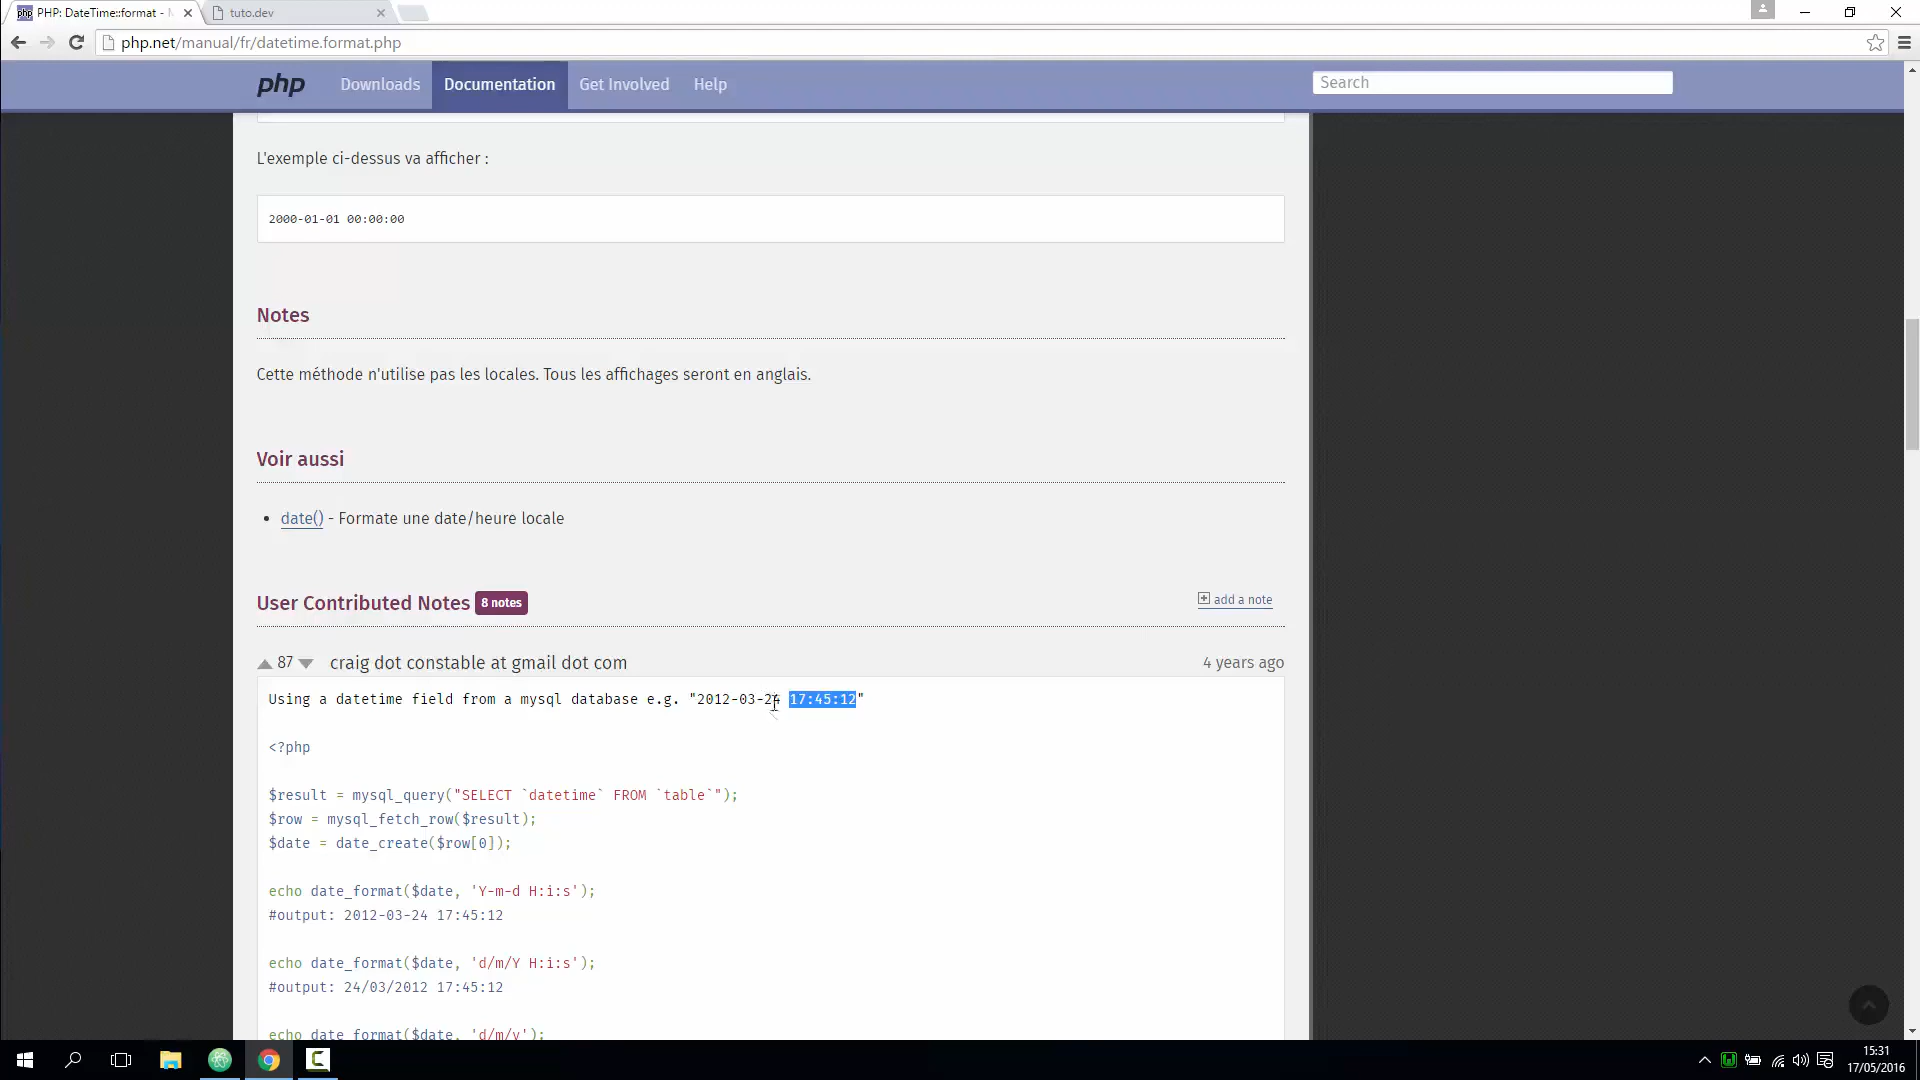 PHP: DateTime::format -
tuto.dev
php.net/manual/fr/datetime.format.php
php
Downloads
Documentation
Get Involved
Help
Search
L'exemple ci-dessus va afficher :
2000-01-01 00:00:00
Notes
Cette méthode n'utilise pas les locales. Tous les affichages seront en anglais.
Voir aussi
• date() - Formate une date/heure locale
User Contributed Notes 8 notes
add a note
87 craig dot constable at gmail dot com
4 years ago
Using a datetime field from a mysql database e.g. "2012-03-24 17:45:12"
<?php
$result = mysql_query("SELECT `datetime` FROM `table`");
$row = mysql_fetch_row($result);
$date = date_create($row[0]);
echo date_format($date, 'Y-m-d H:i:s');
#output: 2012-03-24 17:45:12
echo date_format($date, 'd/m/Y H:i:s');
#output: 24/03/2012 17:45:12
echo date_format($date, 'd/m/y');
15:31
17/05/2016